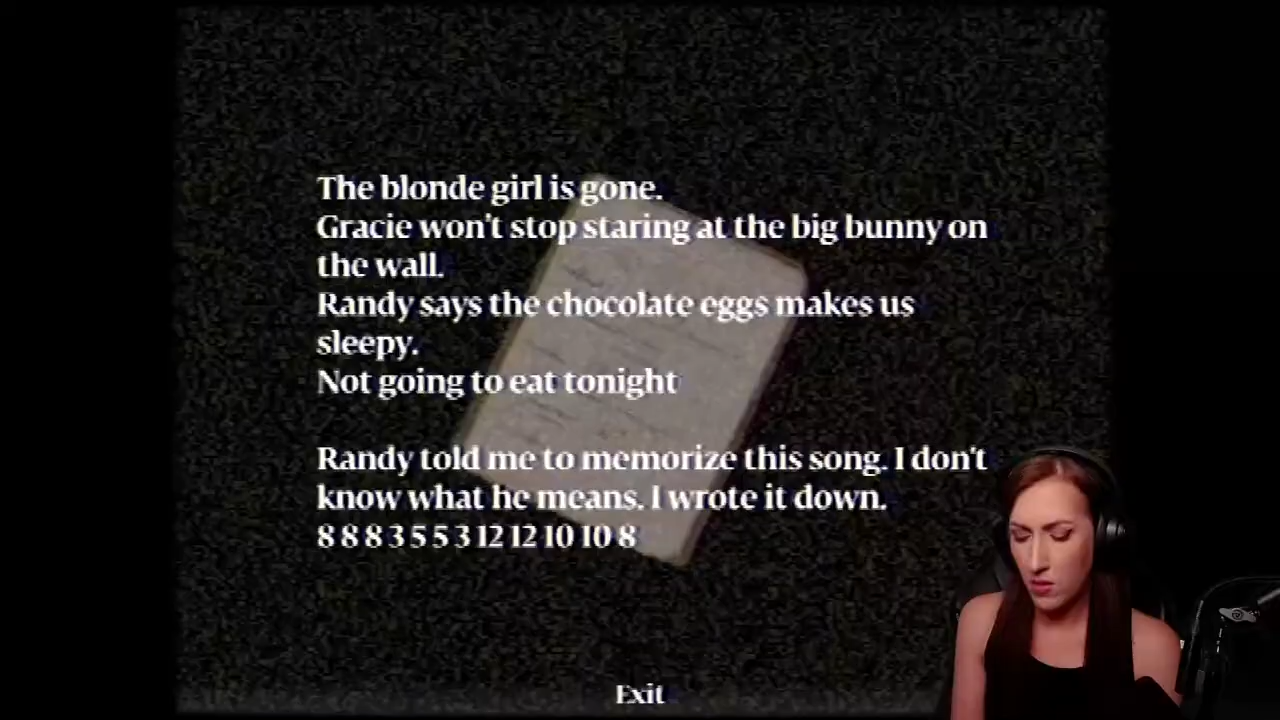 The blonde girl is gone.
Gracie won't stop staring at the big bunny on
the wall.
Randy says the chocolate eggs makes us
sleepy.
Not going to eat tonight
Randy told me to memorize this song. I don't
know what he means. I wrote it down.
8 8 8 3 5 5 3 12 12 10 10 8
Exit